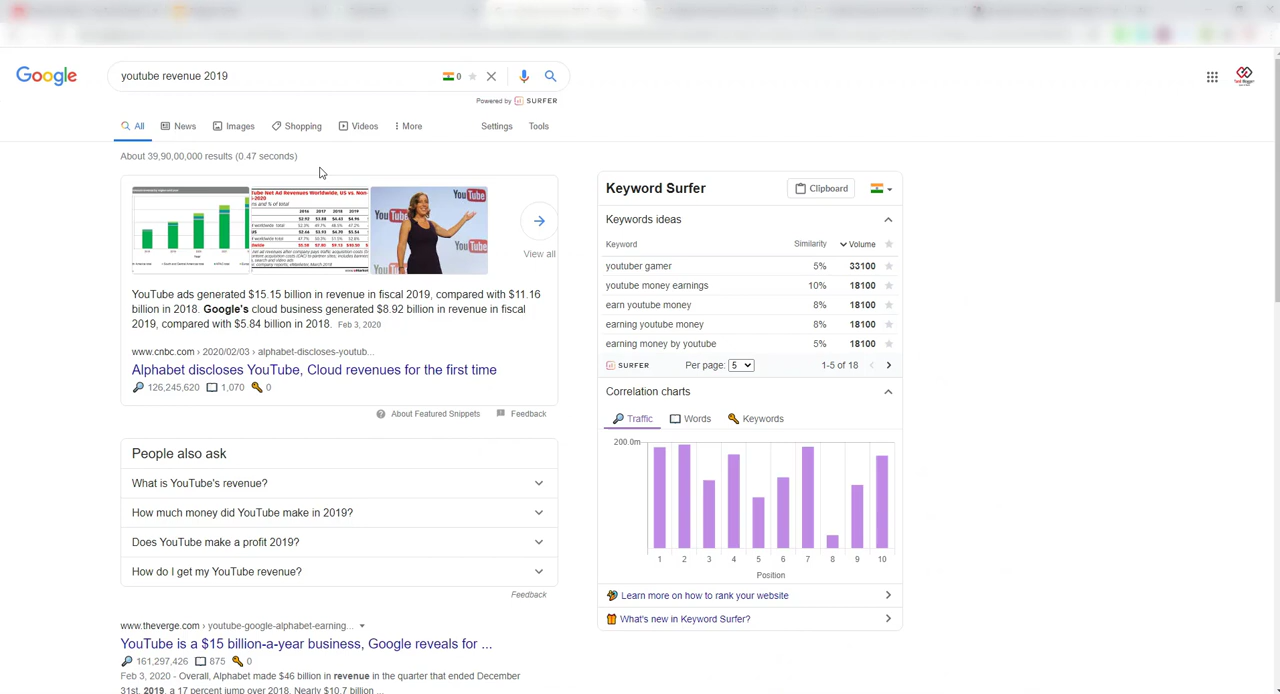 Google
youtube revenue 2019
0
Powered by SURFER
All
News
Images
Shopping
Videos
More
Settings
Tools
About 39,90,00,000 results (0.47 seconds)
View all
YouTube ads generated $15.15 billion in revenue in fiscal 2019, compared with $11.16
billion in 2018. Google's cloud business generated $8.92 billion in revenue in fiscal
2019, compared with $5.84 billion in 2018. Feb 3, 2020
www.cnbc.com › 2020/02/03 › alphabet-discloses-youtub...
Alphabet discloses YouTube, Cloud revenues for the first time
126,245,620 1,070 0
About Featured Snippets Feedback
People also ask
What is YouTube's revenue?
How much money did YouTube make in 2019?
Does YouTube make a profit 2019?
How do I get my YouTube revenue?
Feedback
www.theverge.com › youtube-google-alphabet-earning...
YouTube is a $15 billion-a-year business, Google reveals for ...
161,297,426 875 0
Feb 3, 2020 - Overall, Alphabet made $46 billion in revenue in the quarter that ended December
31st, 2019, a 17 percent jump over 2018. Nearly $10.7 billion ...
Keyword Surfer
Clipboard
Keywords ideas
Keyword Similarity Volume
youtuber gamer 5% 33100
youtube money earnings 10% 18100
earn youtube money 8% 18100
earning youtube money 8% 18100
earning money by youtube 5% 18100
SURFER Per page: 5 1-5 of 18
Correlation charts
Traffic Words Keywords
200.0m
1 2 3 4 5 6 7 8 9 10
Position
Learn more on how to rank your website
What's new in Keyword Surfer?